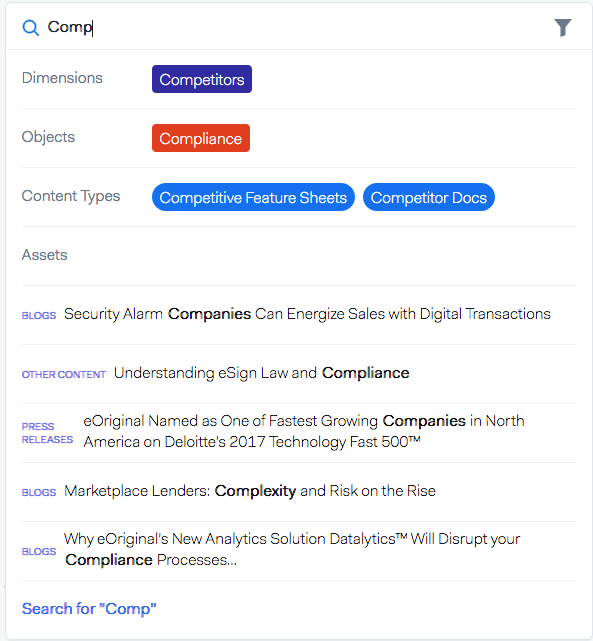 Comp
Dimensions Competitors
Objects Compliance
Content Types Competitive Feature Sheets Competitor Docs
Assets
BLOGS Security Alarm Companies Can Energize Sales with Digital Transactions
OTHER CONTENT Understanding eSign Law and Compliance
PRESS RELEASES
eOriginal Named as One of Fastest Growing Companies in North
America on Deloitte's 2017 Technology Fast 500™
BLOGS Marketplace Lenders: Complexity and Risk on the Rise
BLOGS
Why eOriginal's New Analytics Solution Datalytics™ Will Disrupt your
Compliance Processes...
Search for "Comp"